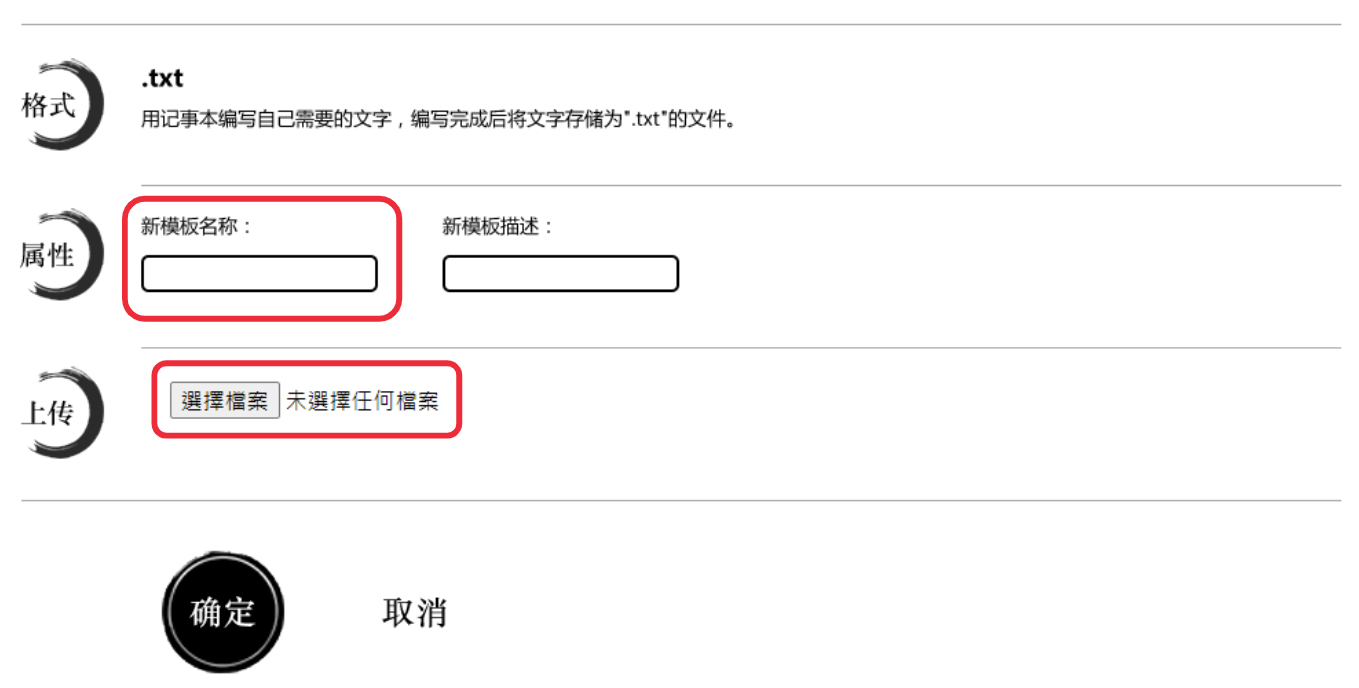 格式
.txt
用记事本编写自己需要的文字，编写完成后将文字存储为".txt"的文件。
属性
新模板名称：
新模板描述：
上传
選擇檔案 未選擇任何檔案
确定
取消